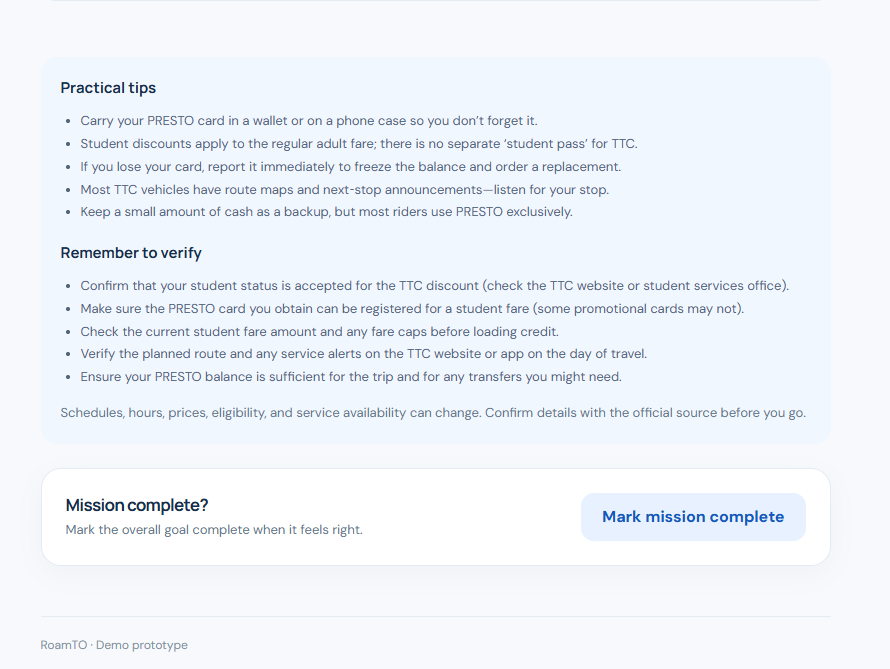 Practical tips
• Carry your PRESTO card in a wallet or on a phone case so you don’t forget it.
• Student discounts apply to the regular adult fare; there is no separate ‘student pass’ for TTC.
• If you lose your card, report it immediately to freeze the balance and order a replacement.
• Most TTC vehicles have route maps and next-stop announcements—listen for your stop.
• Keep a small amount of cash as a backup, but most riders use PRESTO exclusively.
Remember to verify
• Confirm that your student status is accepted for the TTC discount (check the TTC website or student services office).
• Make sure the PRESTO card you obtain can be registered for a student fare (some promotional cards may not).
• Check the current student fare amount and any fare caps before loading credit.
• Verify the planned route and any service alerts on the TTC website or app on the day of travel.
• Ensure your PRESTO balance is sufficient for the trip and for any transfers you might need.
Schedules, hours, prices, eligibility, and service availability can change. Confirm details with the official source before you go.
Mission complete?
Mark the overall goal complete when it feels right.
Mark mission complete
RoamTO · Demo prototype